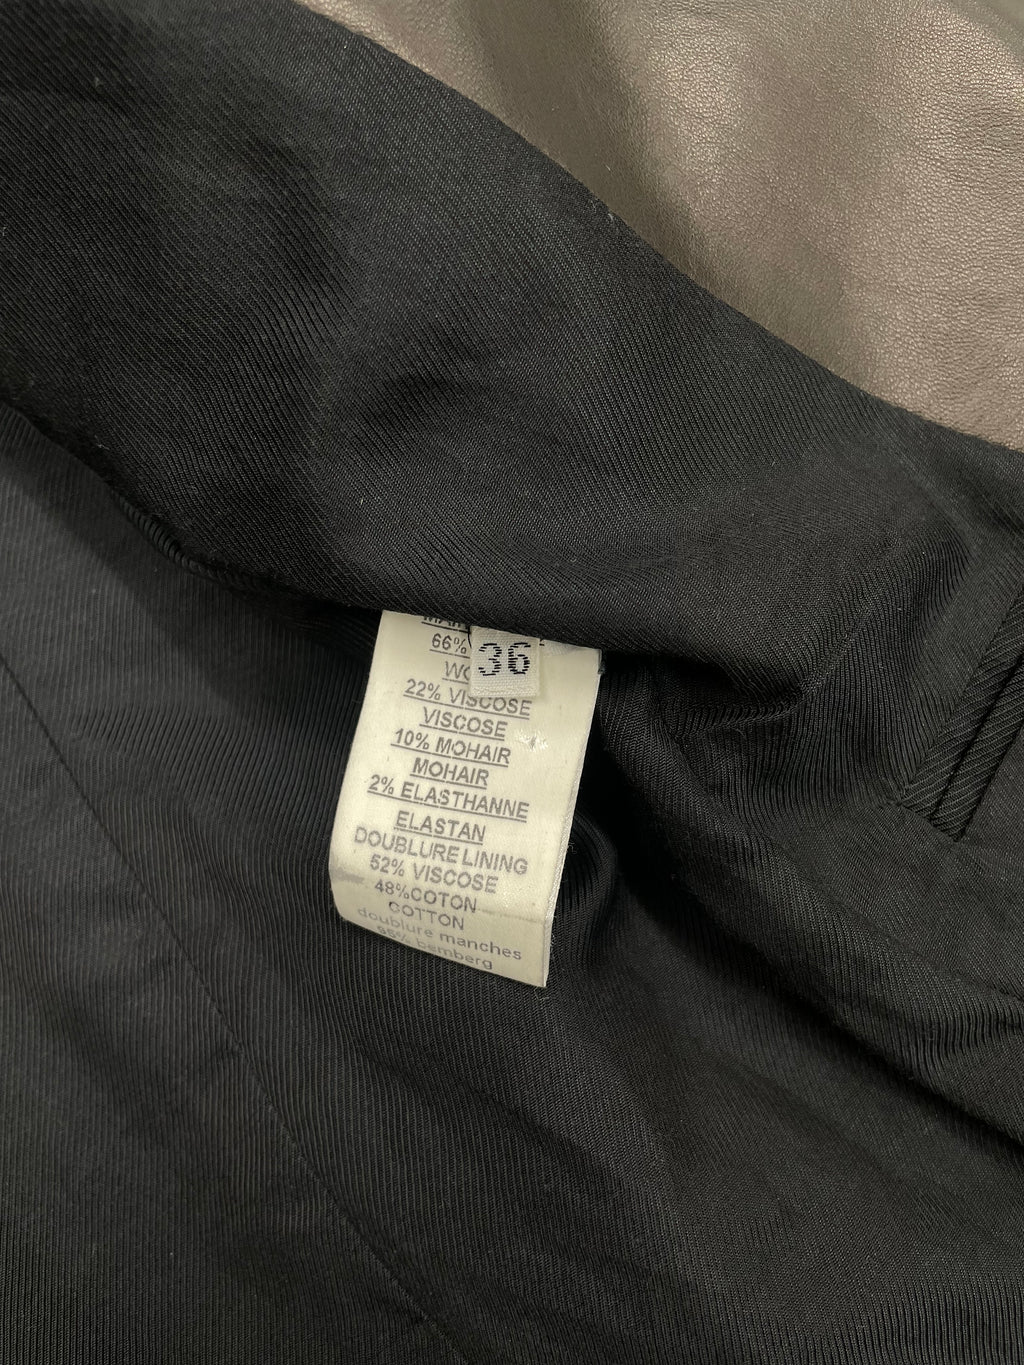 36
66%
22% VISCOSE
VISCOSE
10% MOHAIR
MOHAIR
2% ELASTHANNE
ELASTAN
DOUBLURE LINING
52% VISCOSE
48%COTON
COTTON
doublure manches
bemberg